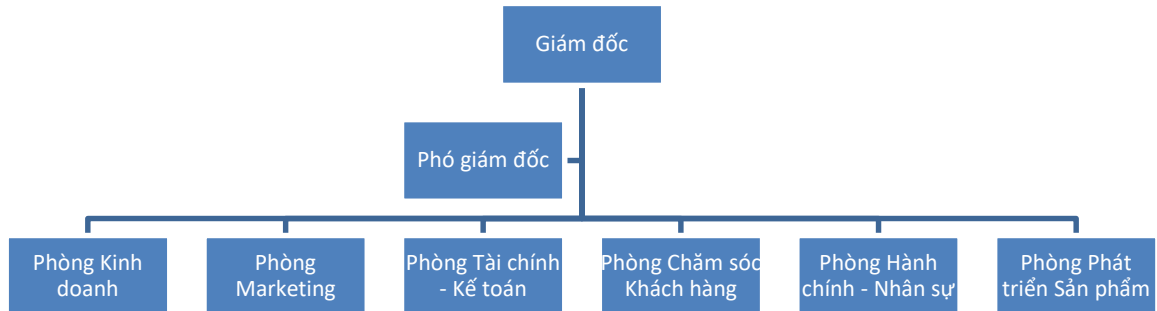 Giám đốc
Phó giám đốc
Phòng Kinh
doanh
Phòng
Marketing
Phòng Tài chính
- Kế toán
Phòng Chăm sóc
Khách hàng
Phòng Hành
chính - Nhân sự
Phòng Phát
triển Sản phẩm